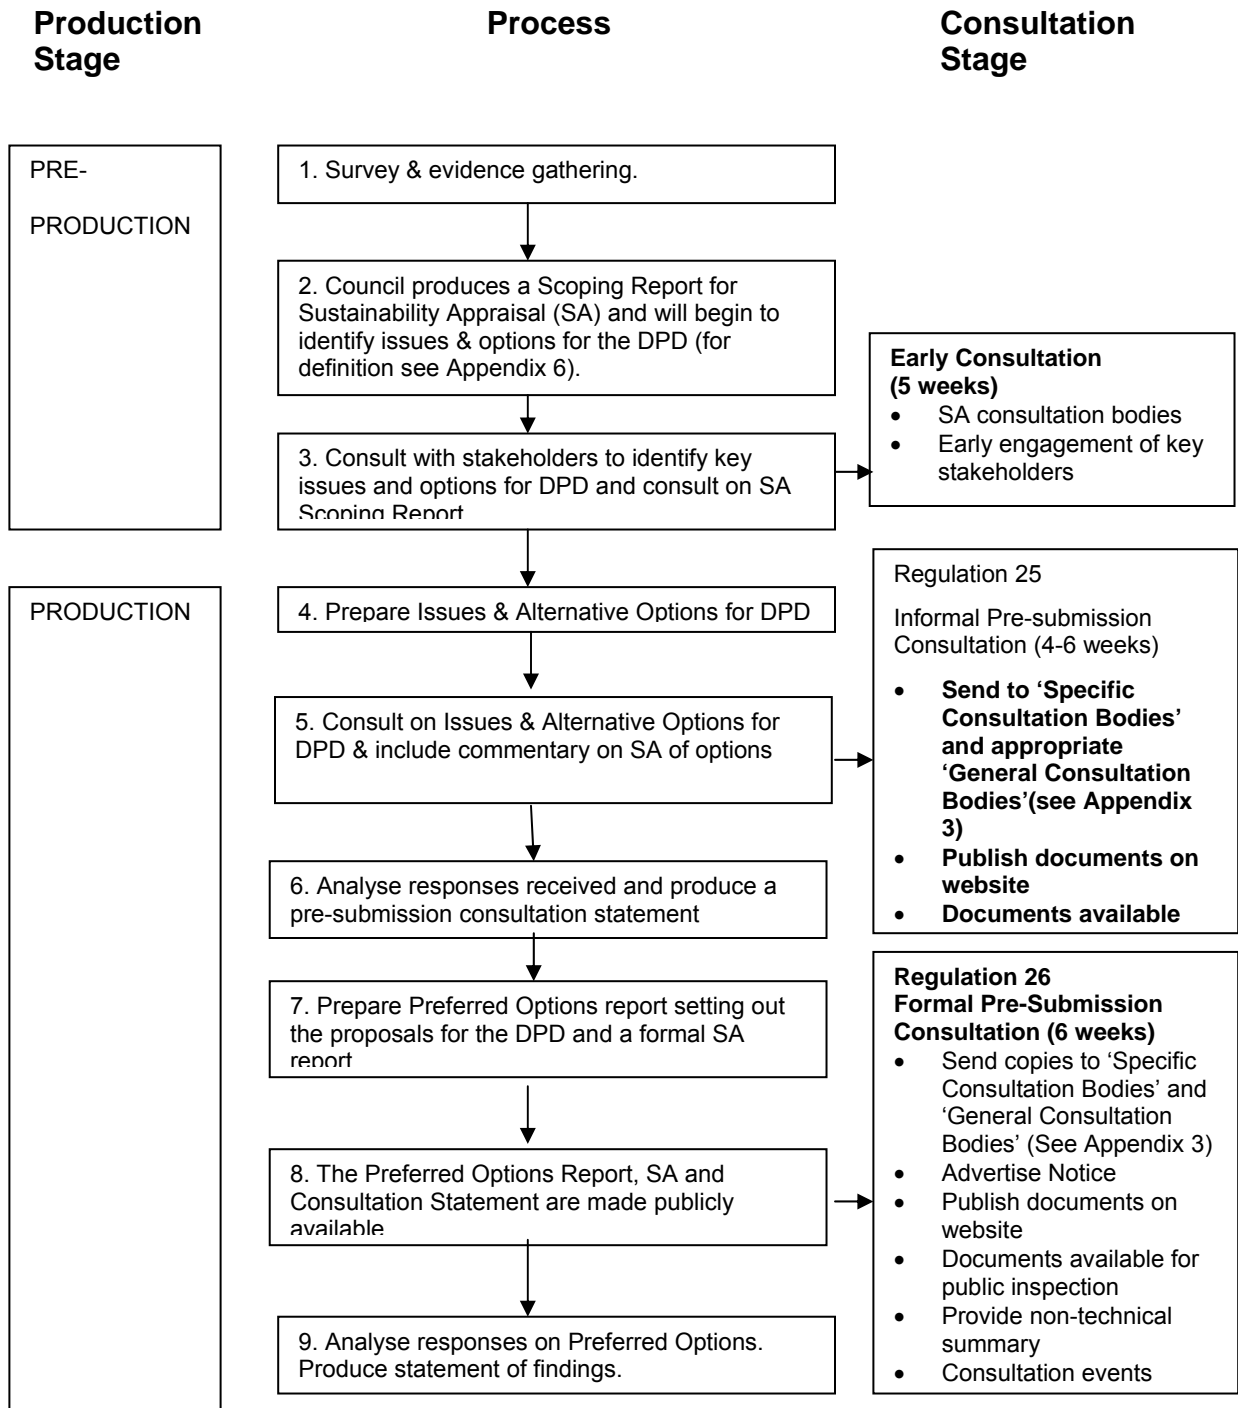 Production
Stage
Process
Consultation
Stage
PRE-
PRODUCTION
1. Survey & evidence gathering.
2. Council produces a Scoping Report for
Sustainability Appraisal (SA) and will begin to
identify issues & options for the DPD (for
definition see Appendix 6).
3. Consult with stakeholders to identify key
issues and options for DPD and consult on SA
Scoping Report
Early Consultation
(5 weeks)
• SA consultation bodies
• Early engagement of key
stakeholders
PRODUCTION
4. Prepare Issues & Alternative Options for DPD
5. Consult on Issues & Alternative Options for
DPD & include commentary on SA of options
Regulation 25
Informal Pre-submission
Consultation (4-6 weeks)
• Send to ‘Specific
Consultation Bodies’
and appropriate
‘General Consultation
Bodies’(see Appendix
3)
• Publish documents on
website
• Documents available
6. Analyse responses received and produce a
pre-submission consultation statement
7. Prepare Preferred Options report setting out
the proposals for the DPD and a formal SA
report
8. The Preferred Options Report, SA and
Consultation Statement are made publicly
available
Regulation 26
Formal Pre-Submission
Consultation (6 weeks)
• Send copies to ‘Specific
Consultation Bodies’ and
‘General Consultation
Bodies’ (See Appendix 3)
• Advertise Notice
• Publish documents on
website
• Documents available for
public inspection
• Provide non-technical
summary
• Consultation events
9. Analyse responses on Preferred Options.
Produce statement of findings.